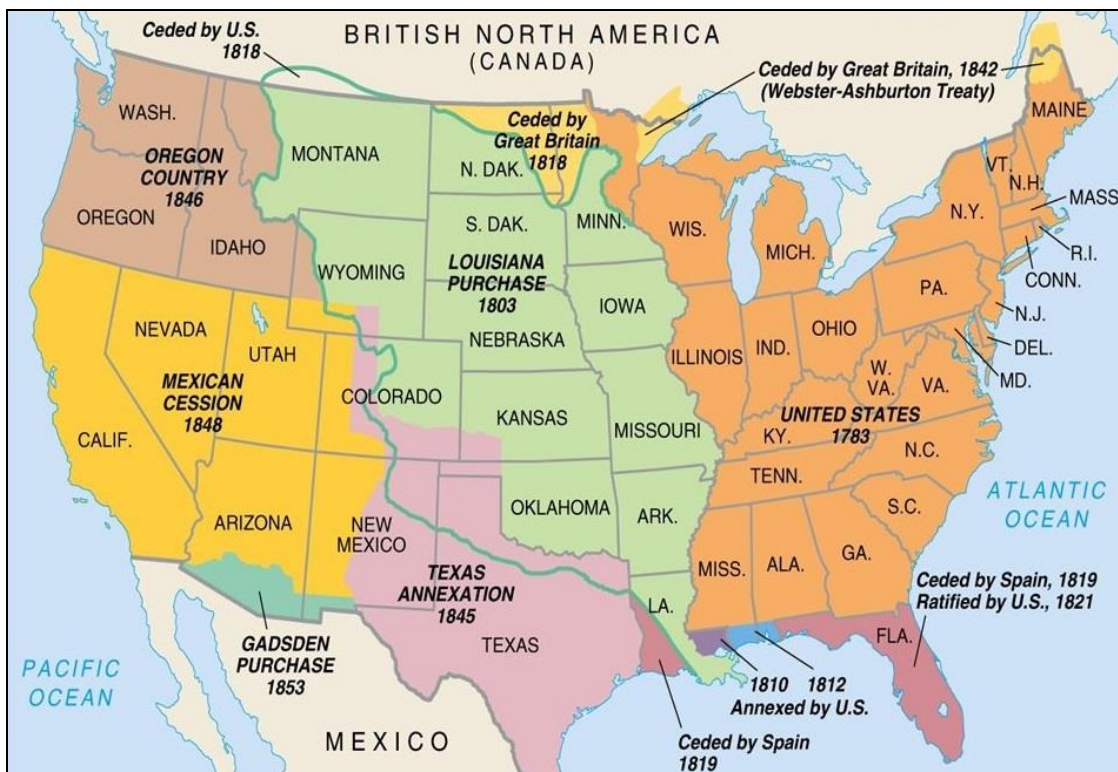 Ceded by U.S.
1818
BRITISH NORTH AMERICA
(CANADA)
Ceded by Great Britain, 1842
(Webster-Ashburton Treaty)
WASH.
OREGON
COUNTRY
1846
OREGON
IDAHO
MONTANA
N. DAK.
Ceded by
Great Britain
1818
S. DAK.
MINN.
WYOMING
LOUISIANA
PURCHASE
1803
NEBRASKA
IOWA
WIS.
MICH.
MAINE
VT.
N.H.
MASS
N.Y.
R.I.
CONN.
PA.
N.J.
DEL.
MD.
OHIO
IND.
ILLINOIS
W.
VA.
VA.
UNITED STATES
1783
KY.
NEVADA
UTAH
MEXICAN
CESSION
1848
CALIF.
COLORADO
KANSAS
MISSOURI
N.C.
TENN.
S.C.
ATLANTIC
OCEAN
ARIZONA
NEW
MEXICO
OKLAHOMA
ARK.
MISS.
ALA.
GA.
TEXAS
ANNEXATION
1845
TEXAS
LA.
Ceded by Spain, 1819
Ratified by U.S., 1821
FLA.
GADSDEN
PURCHASE
1853
PACIFIC
OCEAN
MEXICO
1810
1812
Annexed by U.S.
Ceded by Spain
1819